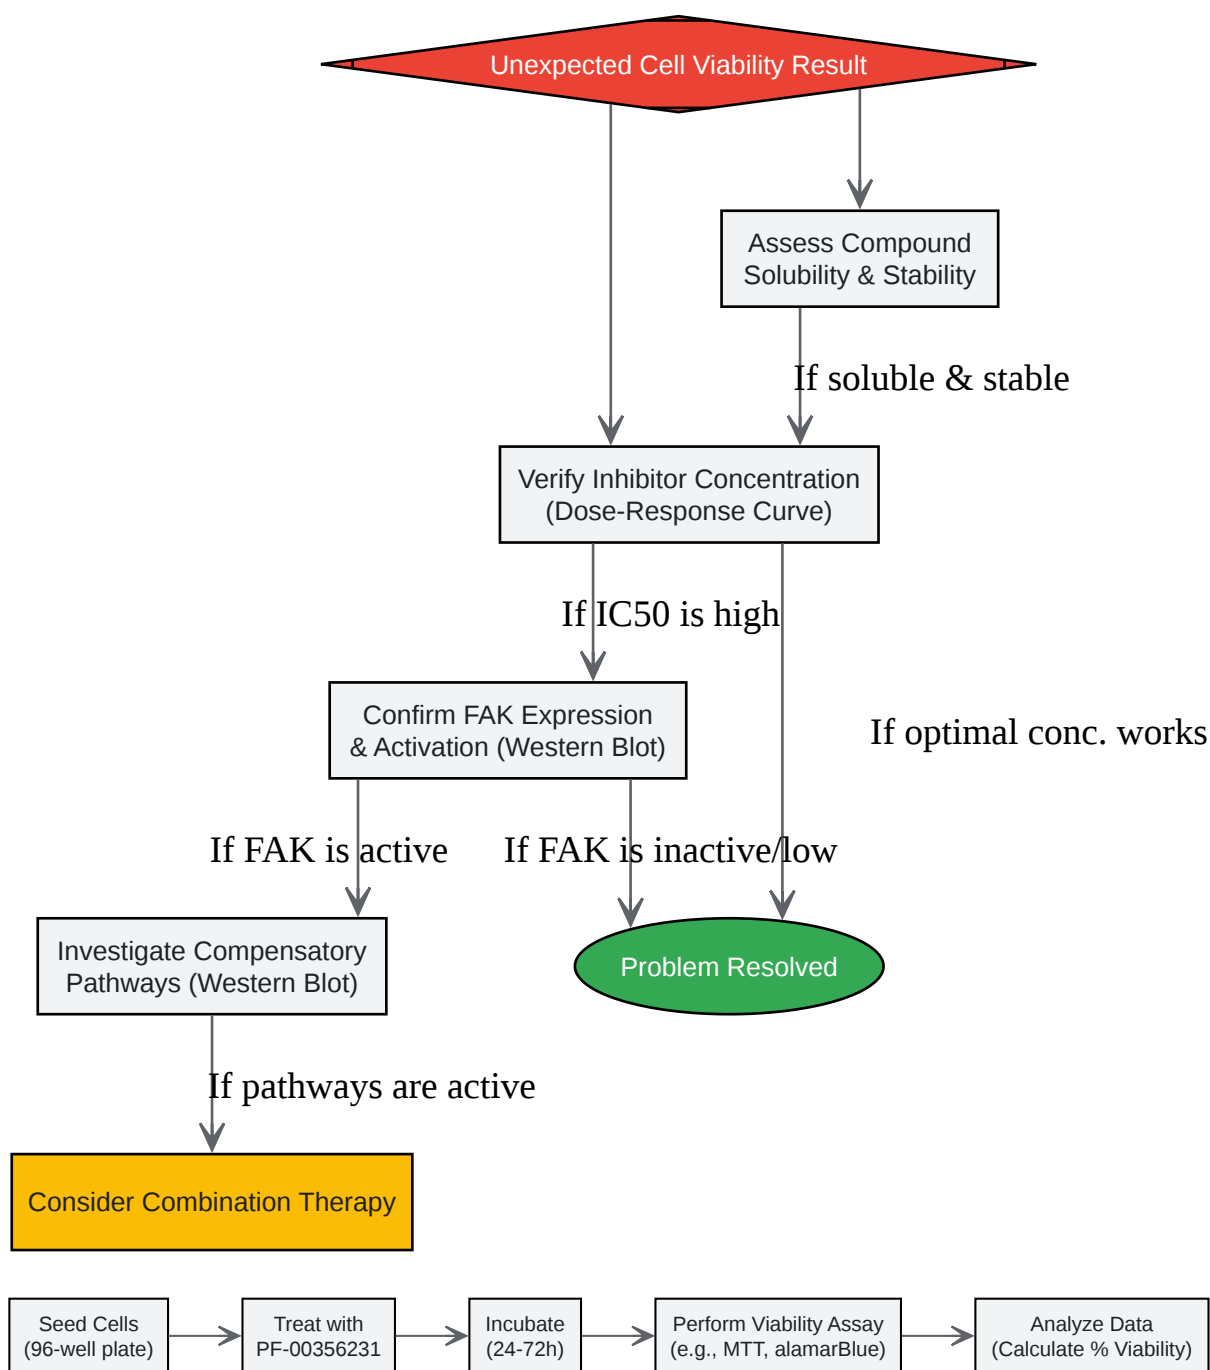 Unexpected Cell Viability Result
Assess Compound
Solubility & Stability
If soluble & stable
Verify Inhibitor Concentration
(Dose-Response Curve)
If IC50 is high
Confirm FAK Expression
& Activation (Western Blot)
If optimal conc. works
If FAK is active
If FAK is inactive/low
Investigate Compensatory
Pathways (Western Blot)
Problem Resolved
If pathways are active
Consider Combination Therapy
Seed Cells
(96-well plate)
Treat with
PF-00356231
Incubate
(24-72h)
Perform Viability Assay
(e.g., MTT, alamarBlue)
Analyze Data
(Calculate % Viability)